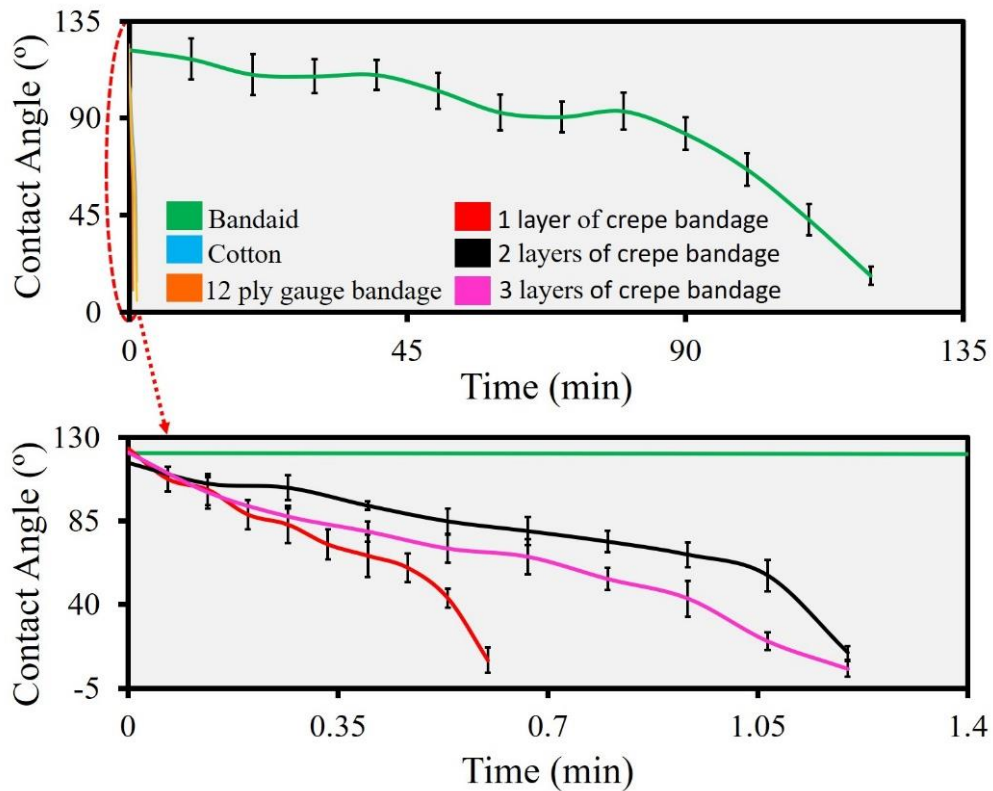 135
90
45
0
Contact Angle (º)
Bandaid
Cotton
12 ply gauge bandage
1 layer of crepe bandage
2 layers of crepe bandage
3 layers of crepe bandage
0 45 90 135
Time (min)
130
85
40
-5
Contact Angle (º)
0 0.35 0.7 1.05 1.4
Time (min)